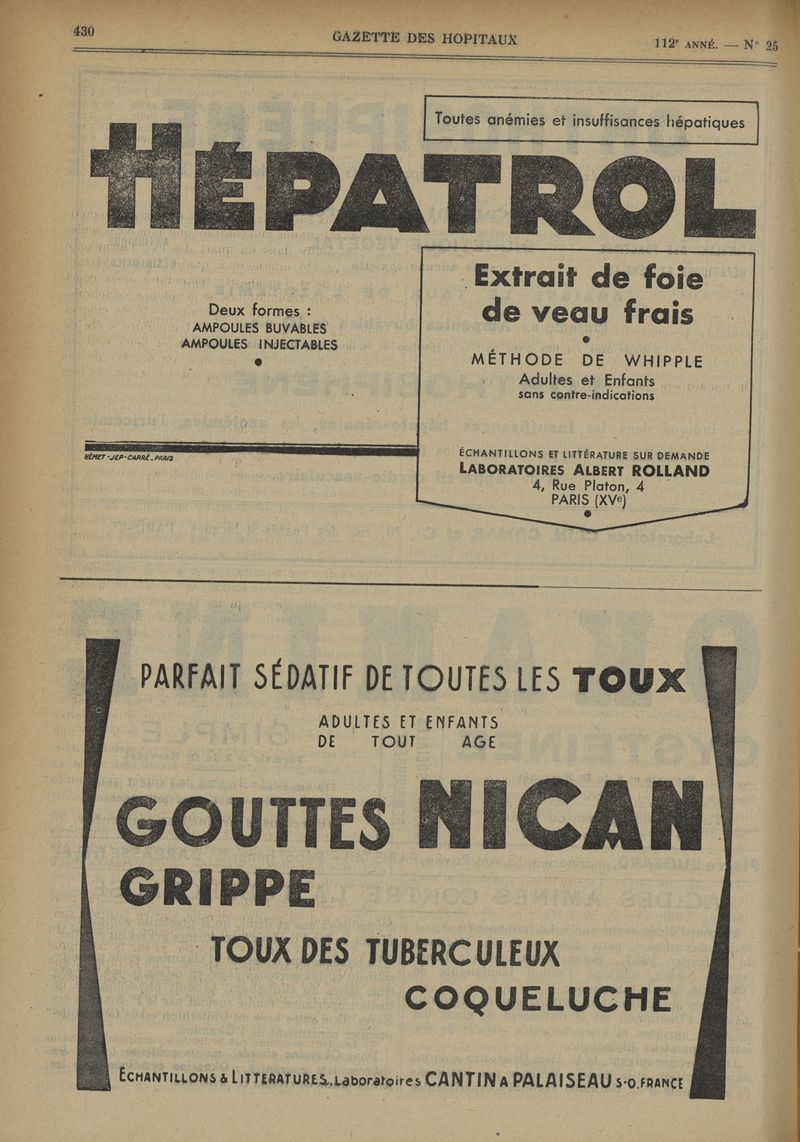 430
GAZETTE DES HOPITAUX
112e ANNÉ. — N° 25
Toutes anémies et insuffisances hépatiques
HÉPATROL
Deux formes :
AMPOULES BUVABLES
AMPOULES INJECTABLES
Extrait de foie
de veau frais
MÉTHODE DE WHIPPLE
Adultes et Enfants
sans contre-indications
ÉCHANTILLONS ET LITTÉRATURE SUR DEMANDE
LABORATOIRES ALBERT ROLLAND
4, Rue Platon, 4
PARIS (XVe)
-JEP-CARRÉ-PARIS
PARFAIT SÉDATIF DE TOUTES LES TOUX
ADULTES ET ENFANTS
DE TOUT AGE
GOUTTES NICAN
GRIPPE
TOUX DES TUBERCULEUX
COQUELUCHE
ÉCHANTILLONS & LITTÉRATURES., Laboratoires CANTIN A PALAISEAU S-O. FRANCE